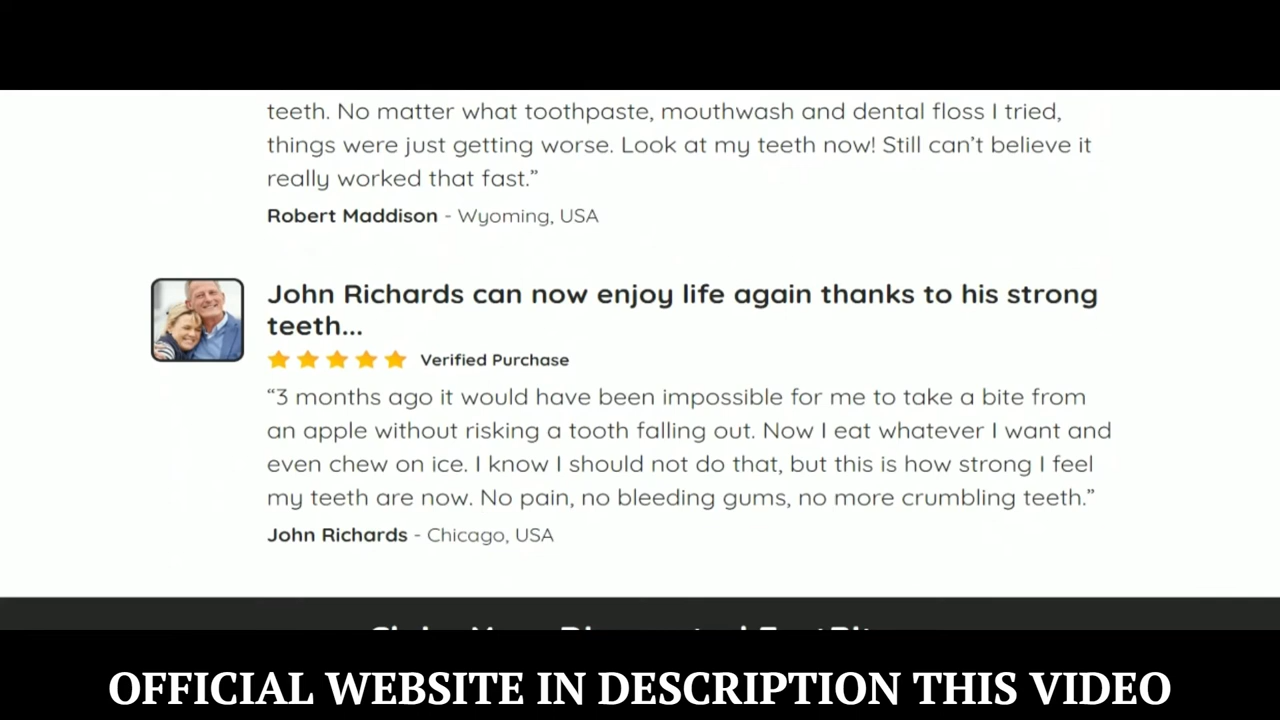 teeth. No matter what toothpaste, mouthwash and dental floss I tried,
things were just getting worse. Look at my teeth now! Still can’t believe it
really worked that fast.”
Robert Maddison - Wyoming, USA
John Richards can now enjoy life again thanks to his strong
teeth...
Verified Purchase
“3 months ago it would have been impossible for me to take a bite from
an apple without risking a tooth falling out. Now I eat whatever I want and
even chew on ice. I know I should not do that, but this is how strong I feel
my teeth are now. No pain, no bleeding gums, no more crumbling teeth.”
John Richards - Chicago, USA
OFFICIAL WEBSITE IN DESCRIPTION THIS VIDEO